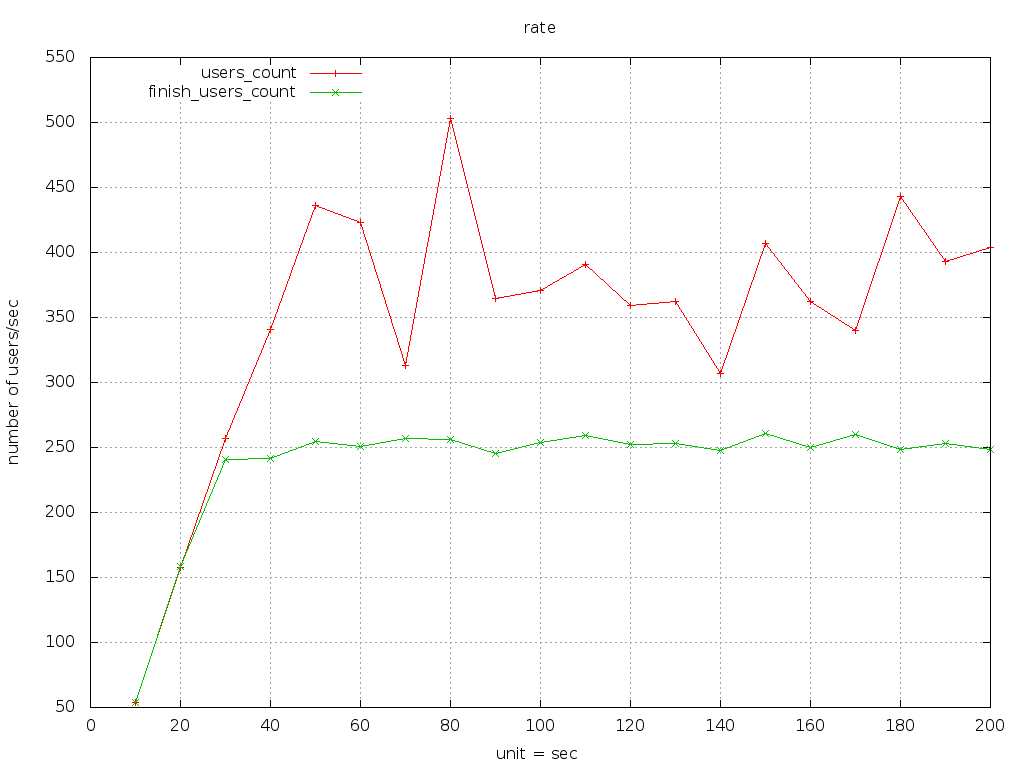 rate
users_count
finish_users_count
550
500
450
400
350
300
250
200
150
100
50
number of users/sec
0 20 40 60 80 100 120 140 160 180 200
unit = sec